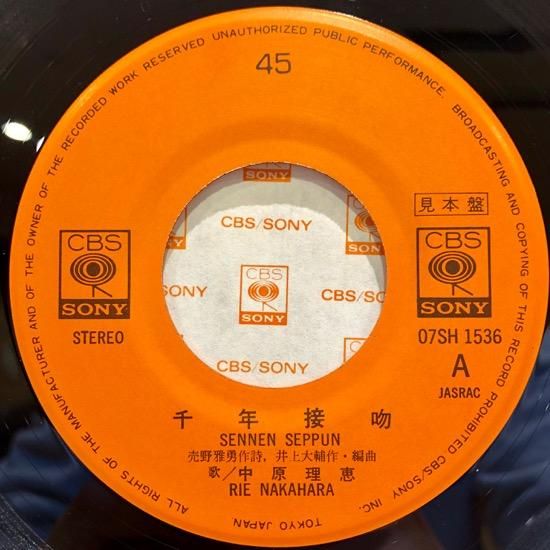 ALL RIGHTS OF THE MANUFACTURER AND OF THE OWNER OF THE RECORDED WORK RESERVED UNAUTHORIZED PUBLIC PERFORMANCE. BROADCASTING AND COPYING OF THIS RECORD PROHIBITED CBS/SONY INC.
TOKYO JAPAN
45
見本盤
CBS
SONY
STEREO
CBS
SONY
07SH 1536
A
JASRAC
SONY
CBS/SONY
SONY
CBS
SONY
CBS/SO
CBS/SONY
千年接吻
SENNEN SEPPUN
売野雅勇作詩, 井上大輔作・編曲
歌/中原理恵
RIE NAKAHARA